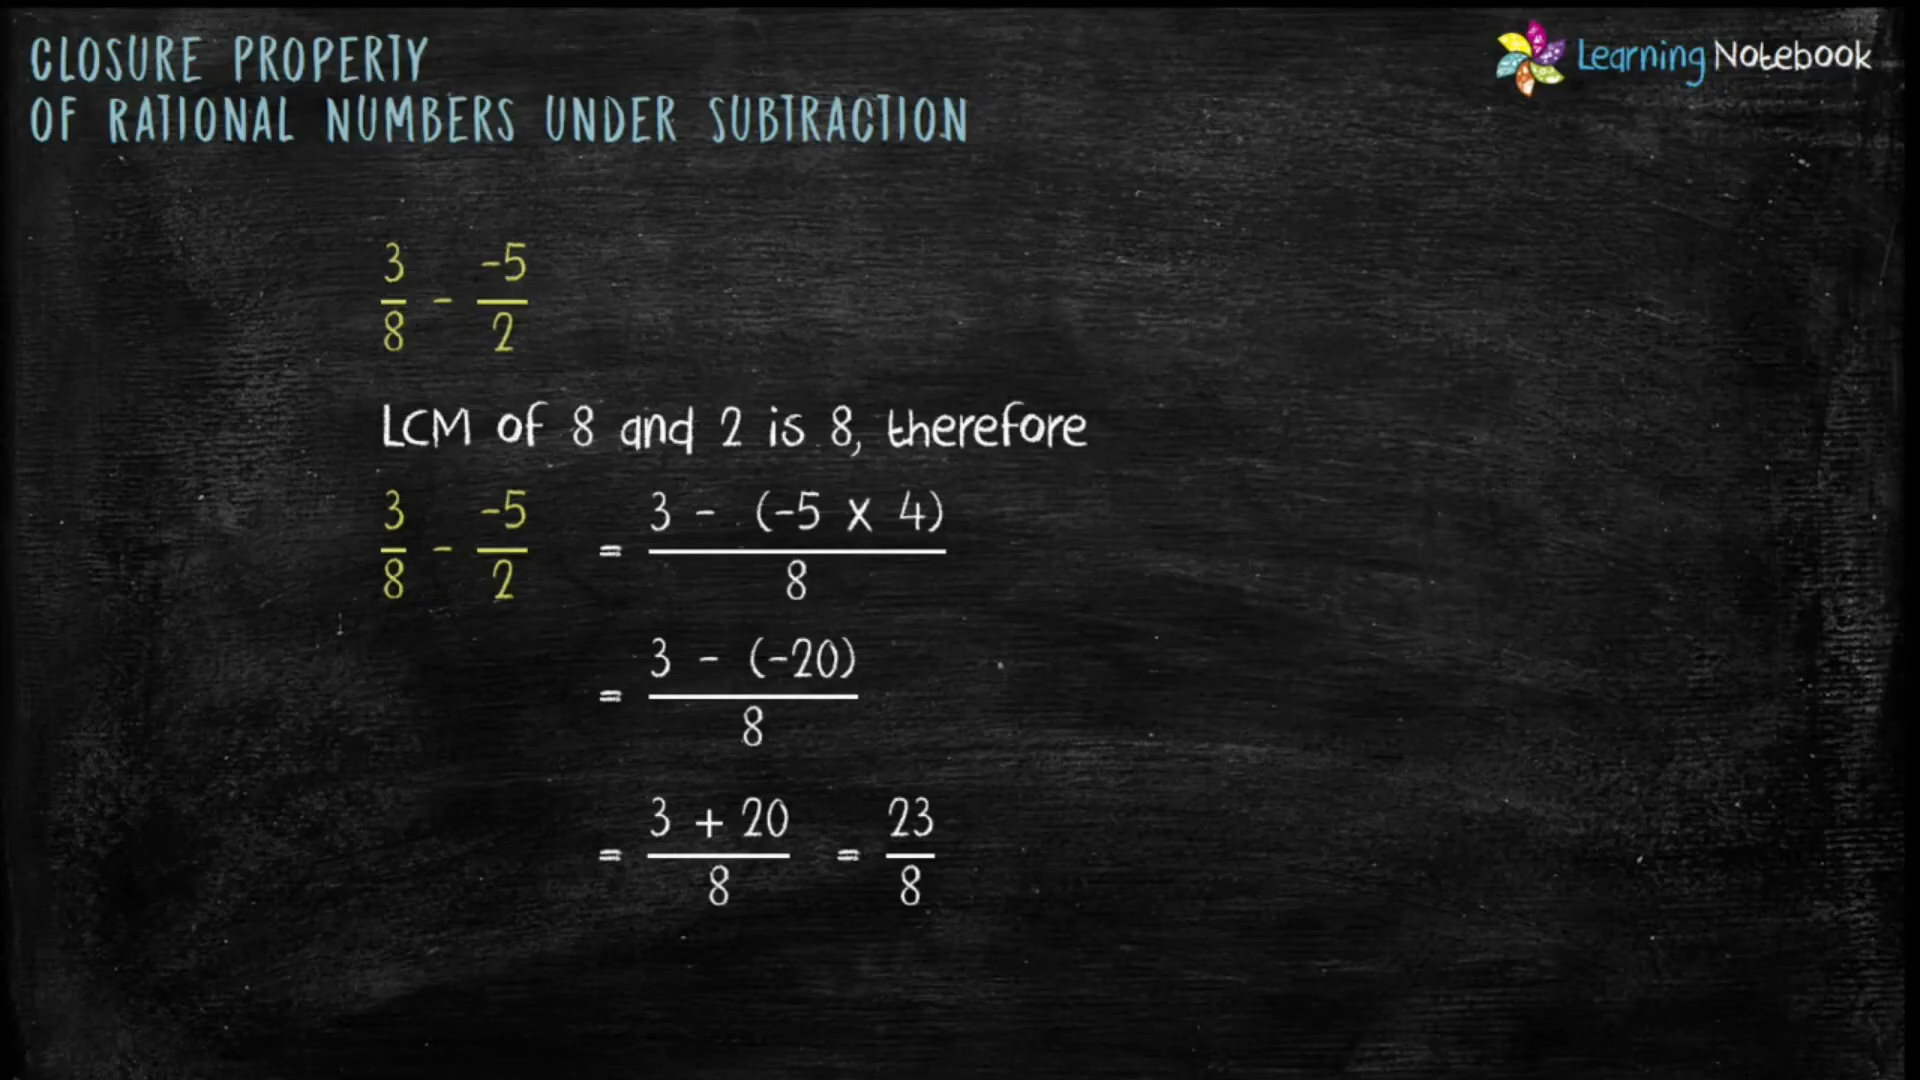 CLOSURE PROPERTY
OF RATIONAL NUMBERS UNDER SUBTRACTION
Learning Notebook
3/8 - -5/2
LCM of 8 and 2 is 8, therefore
3/8 - -5/2 = 3 - (-5 x 4)/8
= 3 - (-20)/8
= 3 + 20/8 = 23/8